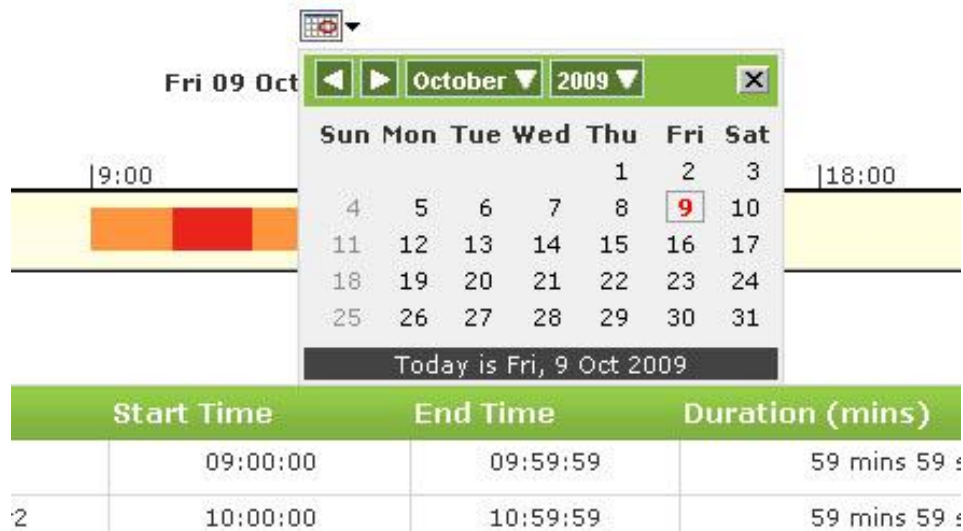 Fri 09 Oct
October 2009
Sun Mon Tue Wed Thu Fri Sat
1 2 3
4 5 6 7 8 9 10
11 12 13 14 15 16 17
18 19 20 21 22 23 24
25 26 27 28 29 30 31
Today is Fri, 9 Oct 2009
9:00 18:00
Start Time End Time Duration (mins)
09:00:00 09:59:59 59 mins 59 s
2 10:00:00 10:59:59 59 mins 59 s